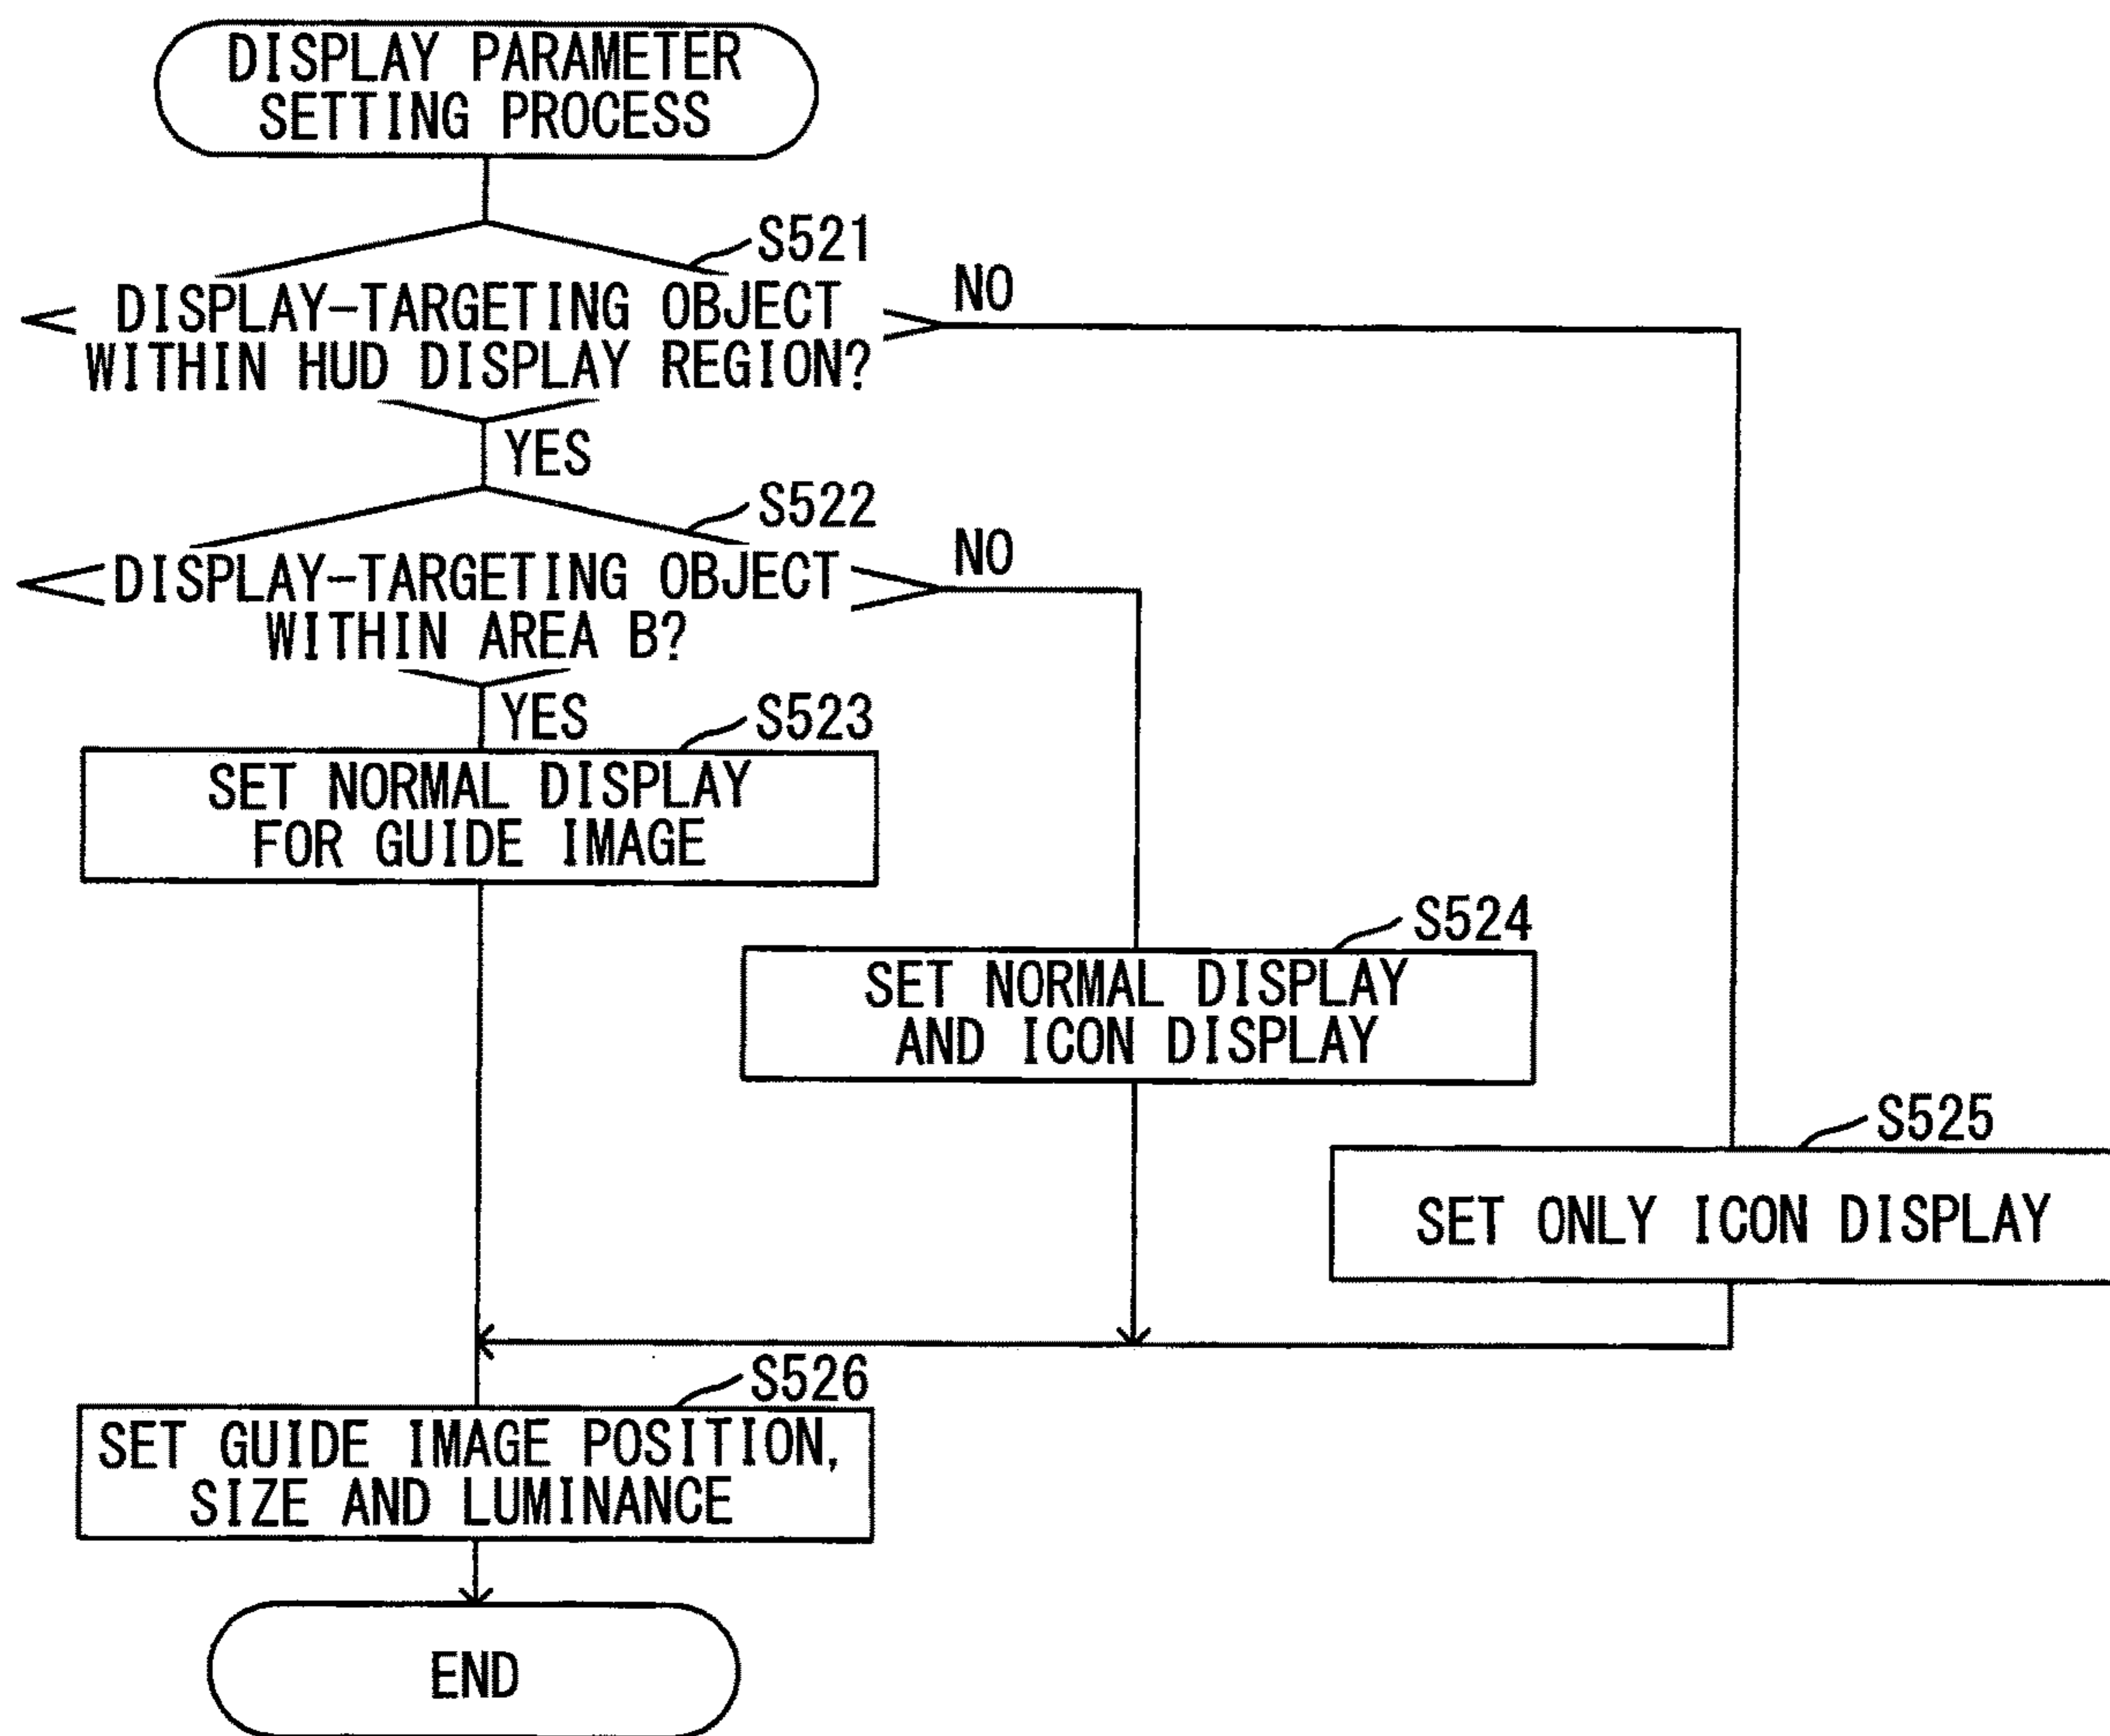 DISPLAY PARAMETER
SETTING PROCESS
S521
DISPLAY-TARGETING OBJECT
WITHIN HUD DISPLAY REGION?
NO
YES
S522
DISPLAY-TARGETING OBJECT
WITHIN AREA B?
NO
YES
S523
SET NORMAL DISPLAY
FOR GUIDE IMAGE
S524
SET NORMAL DISPLAY
AND ICON DISPLAY
S525
SET ONLY ICON DISPLAY
S526
SET GUIDE IMAGE POSITION,
SIZE AND LUMINANCE
END